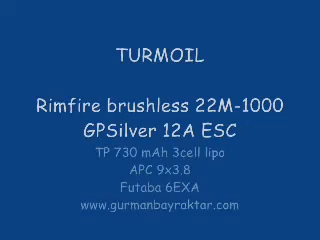 TURMOIL
Rimfire brushless 22M-1000
GPSilver 12A ESC
TP 730 mAh 3cell lipo
APC 9x3.8
Futaba 6EXA
www.gurmanbayraktar.com